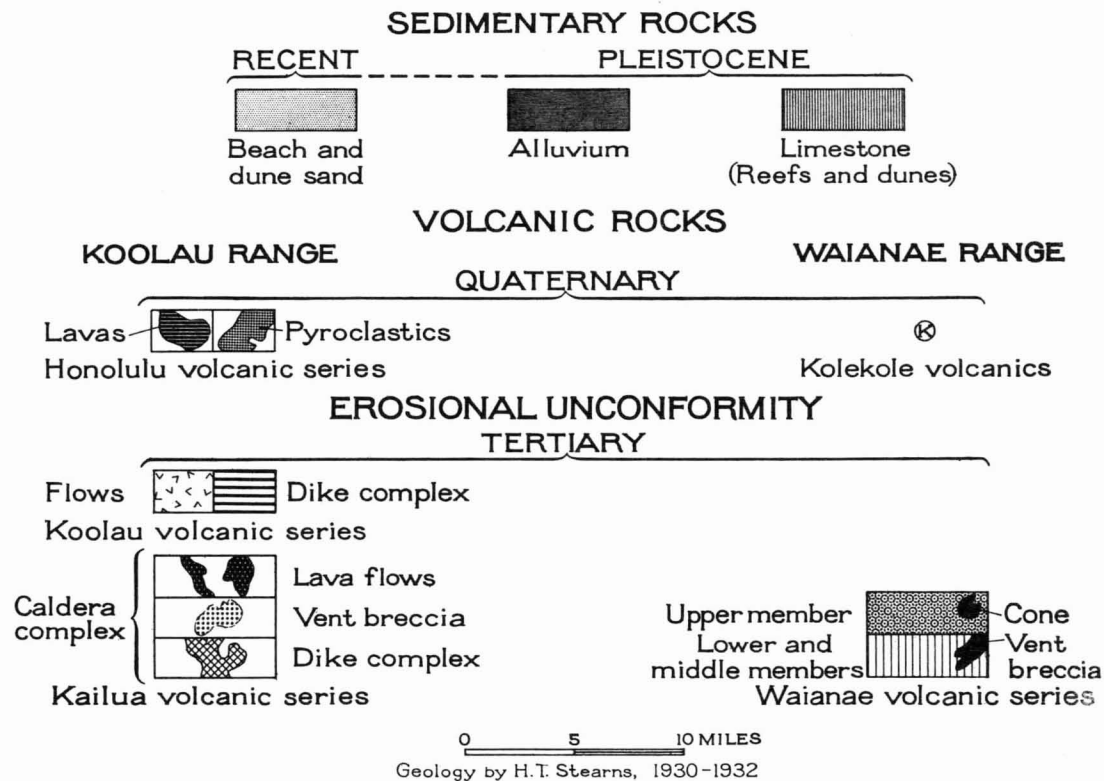 SEDIMENTARY ROCKS
RECENT PLEISTOCENE
Beach and dune sand
Alluvium
Limestone
(Reefs and dunes)
VOLCANIC ROCKS
KOOLAU RANGE WAIANAE RANGE
QUATERNARY
Lavas Pyroclastics K
Honolulu volcanic series Kolekole volcanics
EROSIONAL UNCONFORMITY
TERTIARY
Flows Dike complex
Koolau volcanic series
Caldera complex
Lava flows
Vent breccia
Dike complex
Kailua volcanic series
Upper member Cone
Lower and middle members Vent breccia
Waianae volcanic series
0 5 10 MILES
Geology by H.T. Stearns, 1930-1932